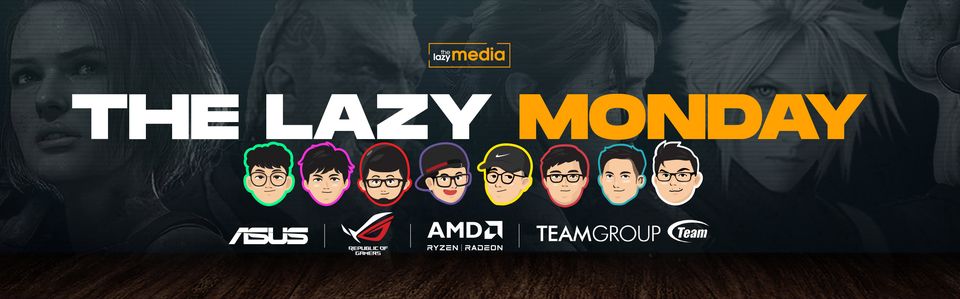 the
lazy media
THE LAZY MONDAY
ASUS
REPUBLIC OF
GAMERS
AMD
RYZEN | RADEON
TEAMGROUP Team